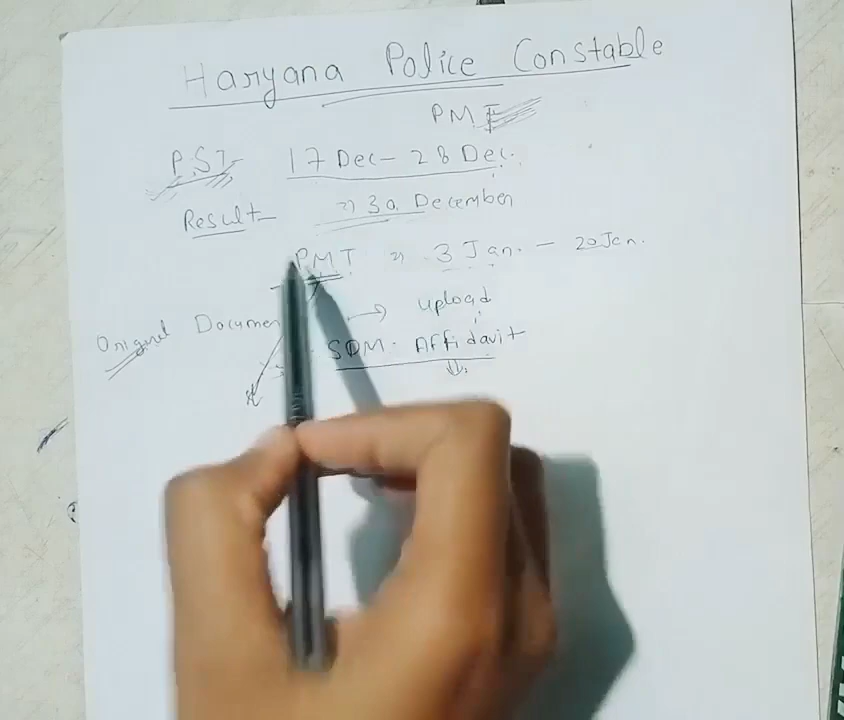 Haryana Police Constable
PMT
P.S.T- 17 Dec - 28 Dec.
Result - 30 December
PMT 3 Jan. - 20 Jan.
Original Documen → upload
SDM. Affidavit